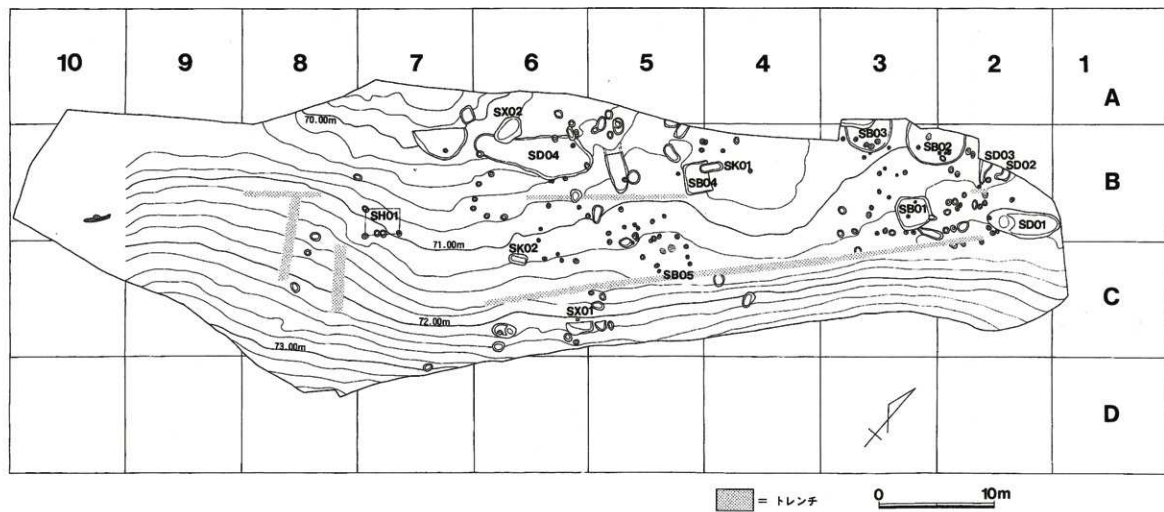 10 9 8 7 6 5 4 3 2 1
A
SX02
70.00m
SD04
SB03
SB02
SD03
SD02
SK01
SB04
B
SH01
SB01
SD01
71.00m
SK02
SB05
C
SX01
72.00m
73.00m
D
= トレンチ
0 10m